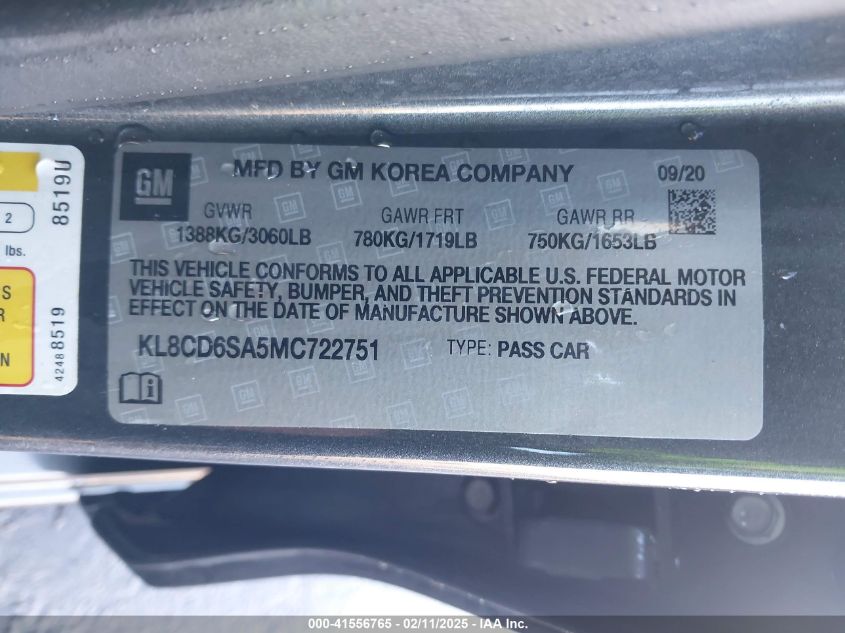 GM
MFD BY GM KOREA COMPANY
09/20
GVWR
GAWR FRT
GAWR RR
1388KG/3060LB
780KG/1719LB
750KG/1653LB
THIS VEHICLE CONFORMS TO ALL APPLICABLE U.S. FEDERAL MOTOR
VEHICLE SAFETY, BUMPER, AND THEFT PREVENTION STANDARDS IN
EFFECT ON THE DATE OF MANUFACTURE SHOWN ABOVE.
KL8CD6SA5MC722751
TYPE: PASS CAR
2
lbs.
S
R
N
8519U
42488519
000-41556765 - 02/11/2025 - IAA Inc.